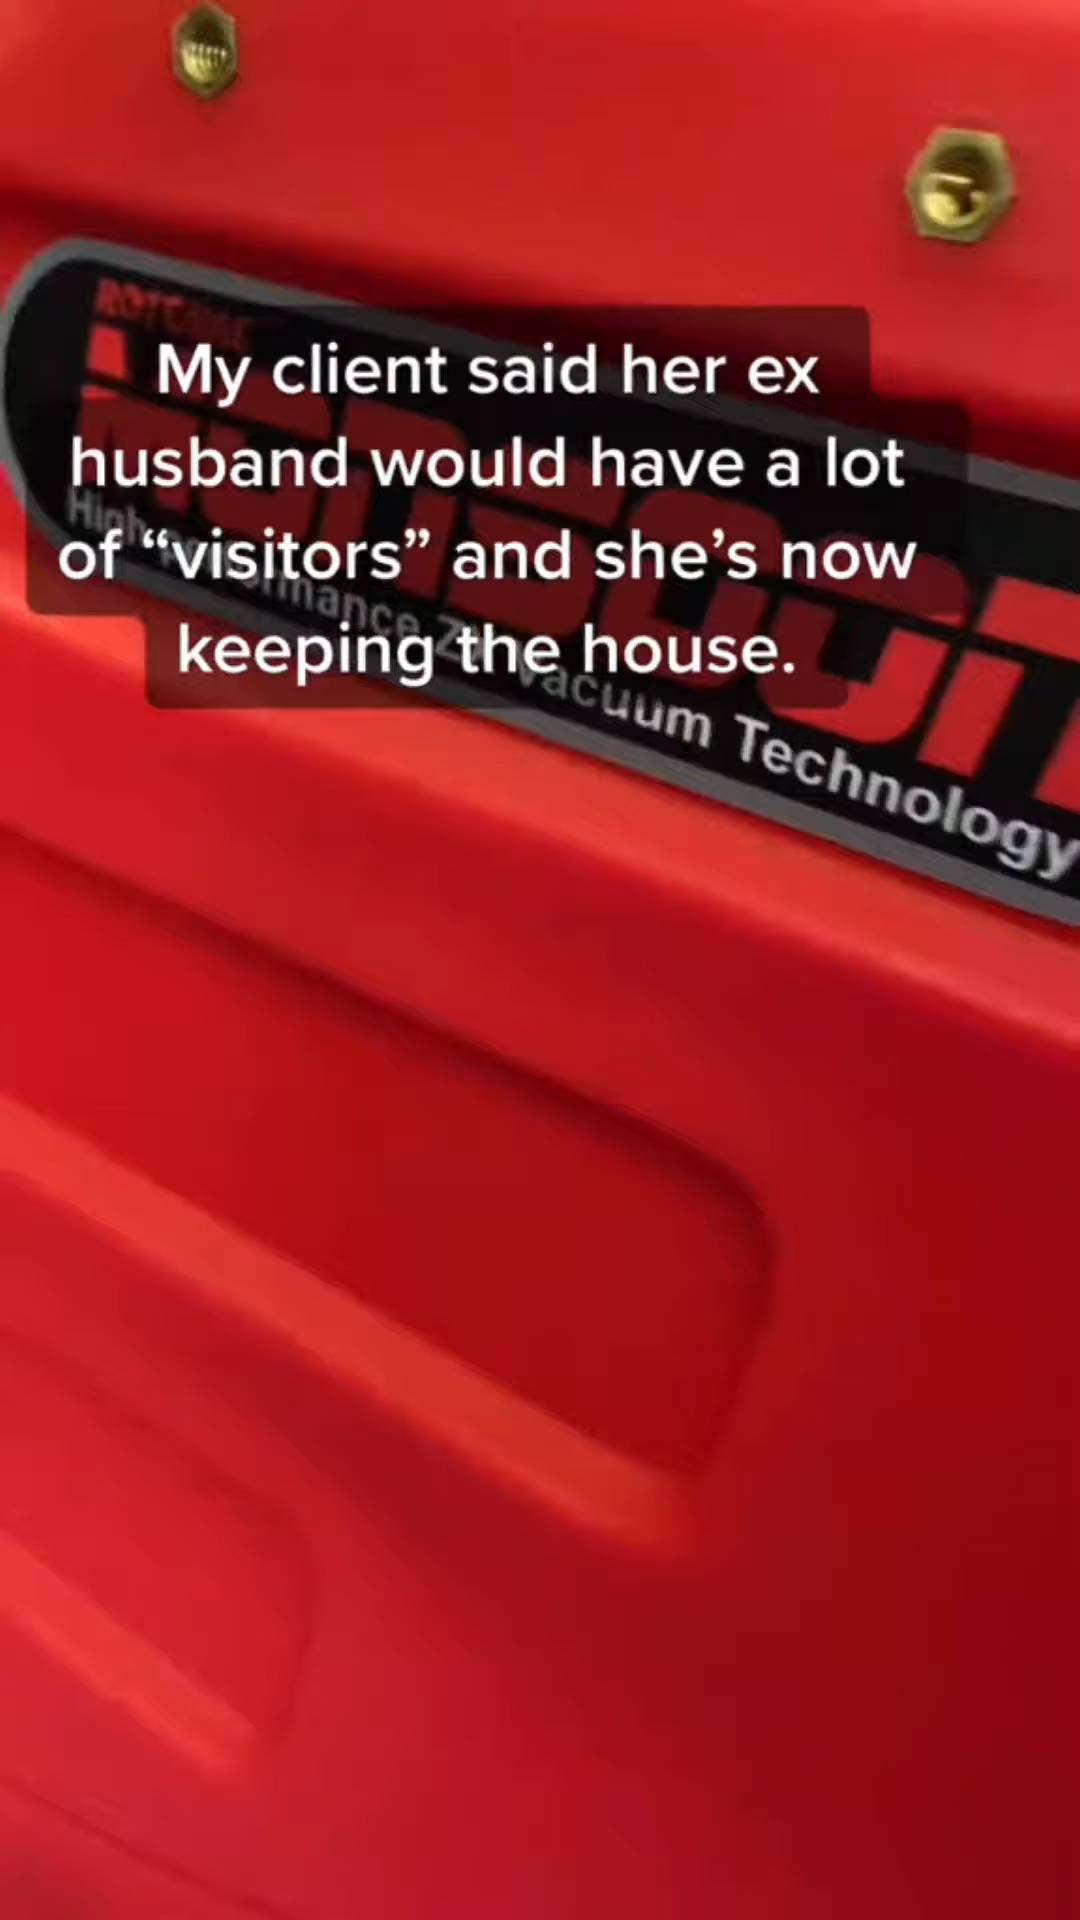 My client said her ex
husband would have a lot
of “visitors” and she’s now
keeping the house.
Vacuum Technology